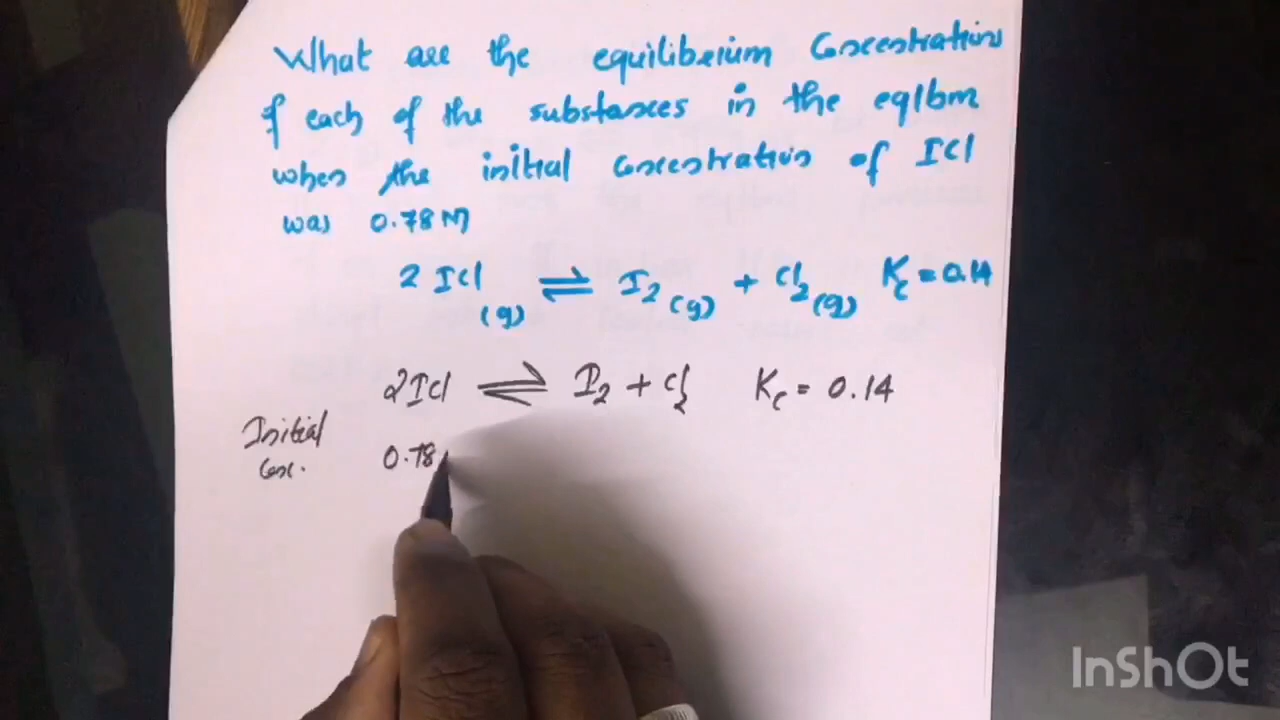 What are the equilibrium Concentrations
of each of the substances in the eqlbm
when the initial concentration of ICl
was 0.78 M
2 ICl (g) ⇌ I2 (g) + Cl2 (g) Kc = 0.14
2ICl ⇌ I2 + Cl2 Kc = 0.14
Initial
Conc. 0.78
InShOt